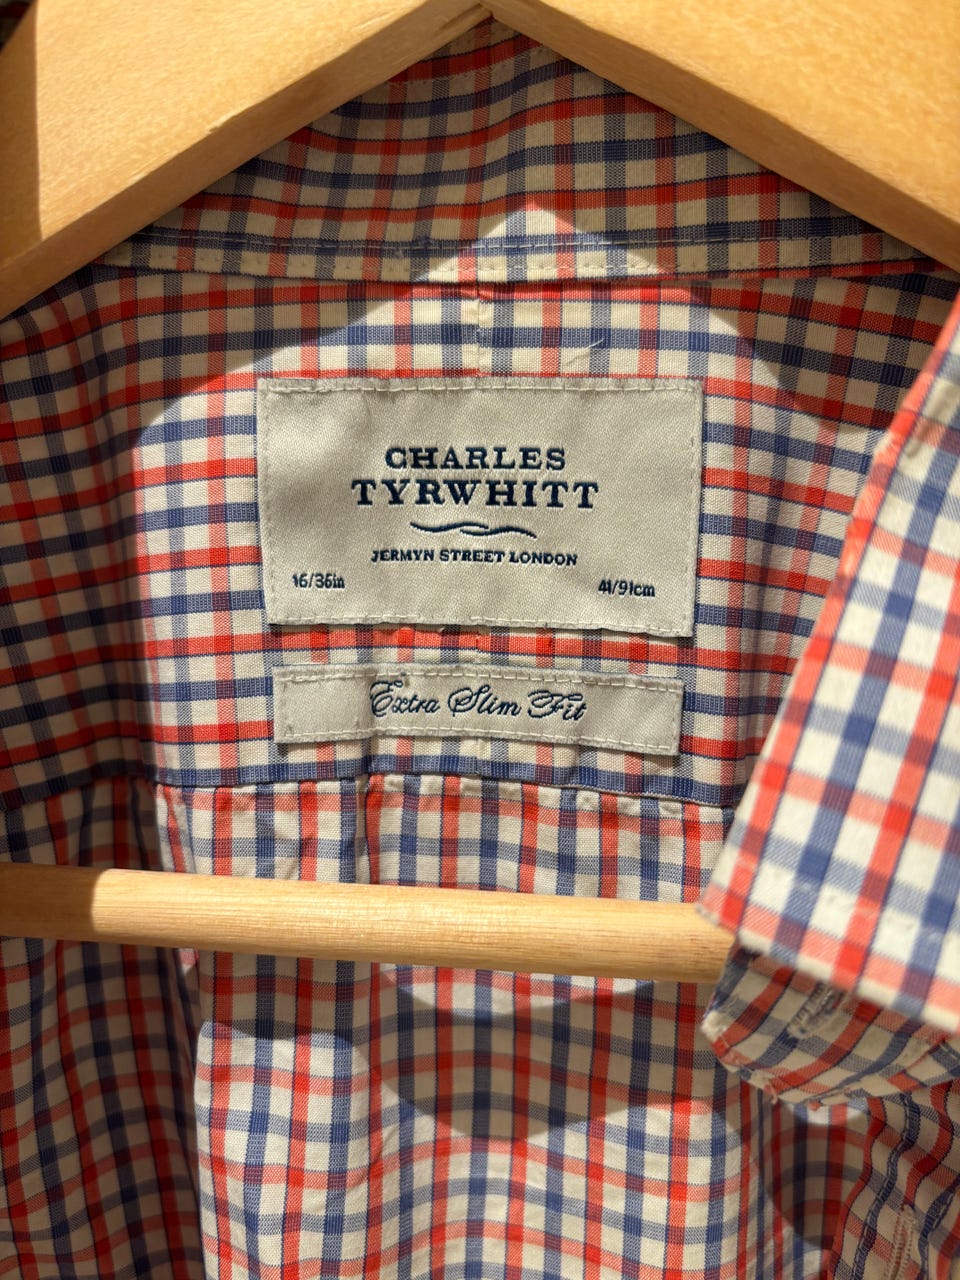 CHARLES
TYRWHITT
JERMYN STREET LONDON
16/36in 41/91cm
Extra Slim Fit